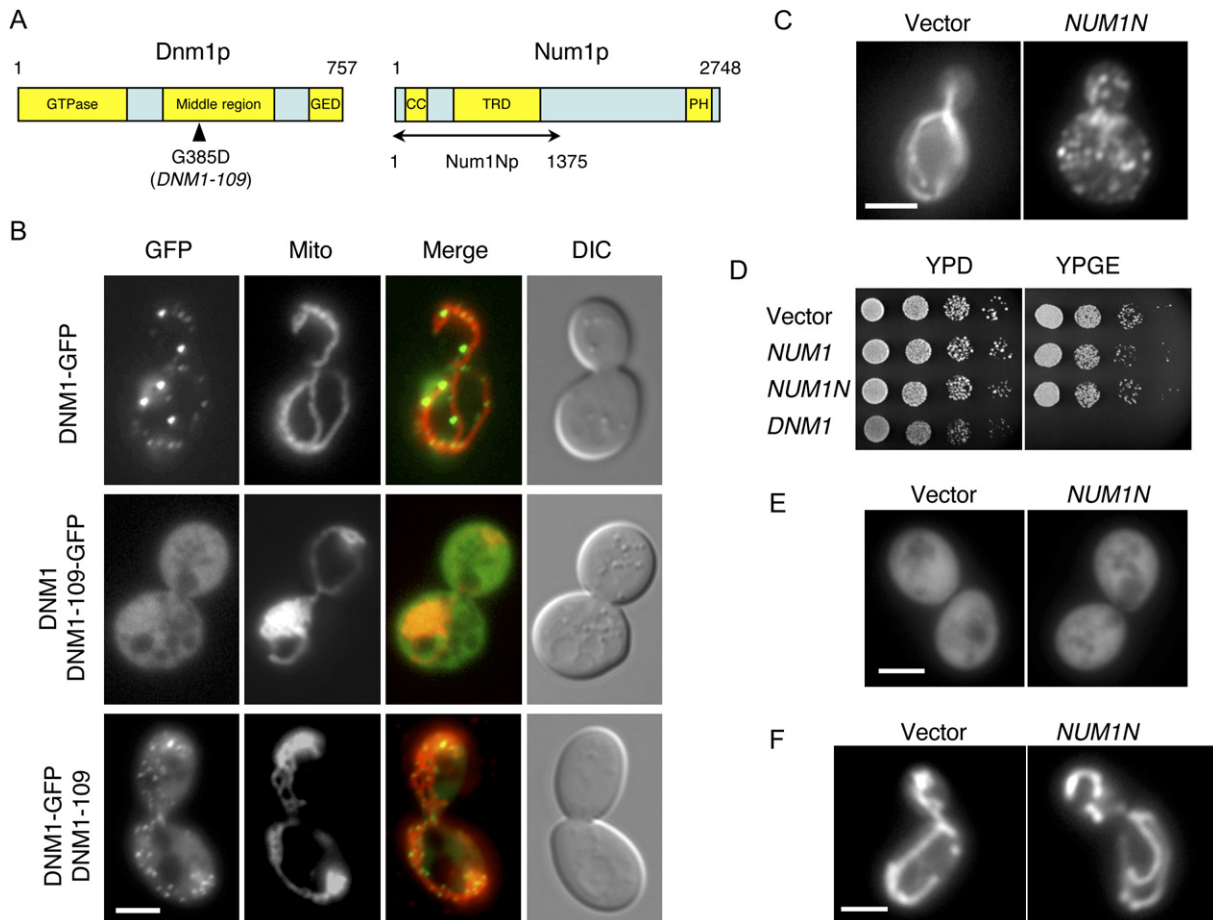 A
Dnm1p
1 757
GTPase Middle region GED
G385D
(DNM1-109)
Num1p
1 2748
CC TRD PH
1 Num1Np 1375
B
GFP Mito Merge DIC
DNM1-GFP
DNM1
DNM1-109-GFP
DNM1-GFP
DNM1-109
C
Vector NUM1N
D
YPD YPGE
Vector
NUM1
NUM1N
DNM1
E
Vector NUM1N
F
Vector NUM1N